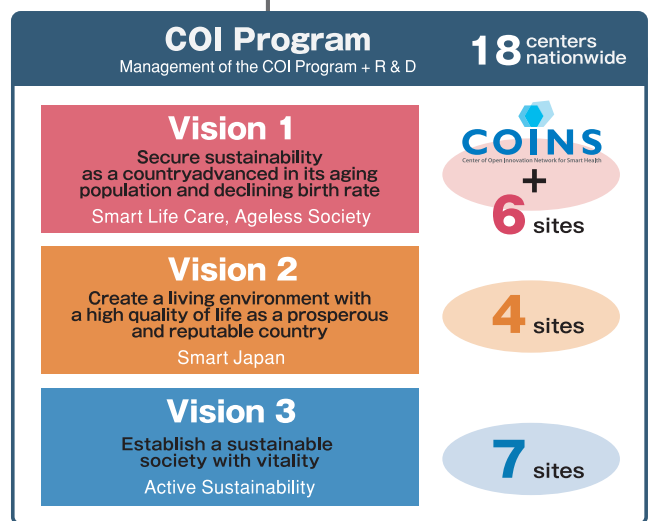 COI Program
Management of the COI Program + R & D
18 centers
nationwide
Vision 1
Secure sustainability
as a countryadvanced in its aging
population and declining birth rate
Smart Life Care, Ageless Society
COINS
Center of Open Innovation Network for Smart Health
+
6 sites
Vision 2
Create a living environment with
a high quality of life as a prosperous
and reputable country
Smart Japan
4 sites
Vision 3
Establish a sustainable
society with vitality
Active Sustainability
7 sites